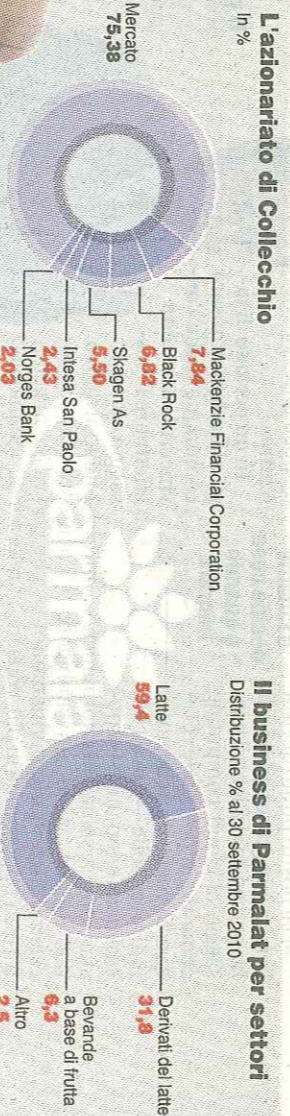 L'azionariato di Collecchio
In %
Mercato
75,38
Mackenzie Financial Corporation
7,84
Black Rock
6,82
Skagen As
5,50
Intesa San Paolo
2,43
Norges Bank
2,03
parmala
Il business di Parmalat per settori
Distribuzione % al 30 settembre 2010
Latte
59,4
Derivati del latte
31,8
Bevande
a base di frutta
6,3
Altro
2,5